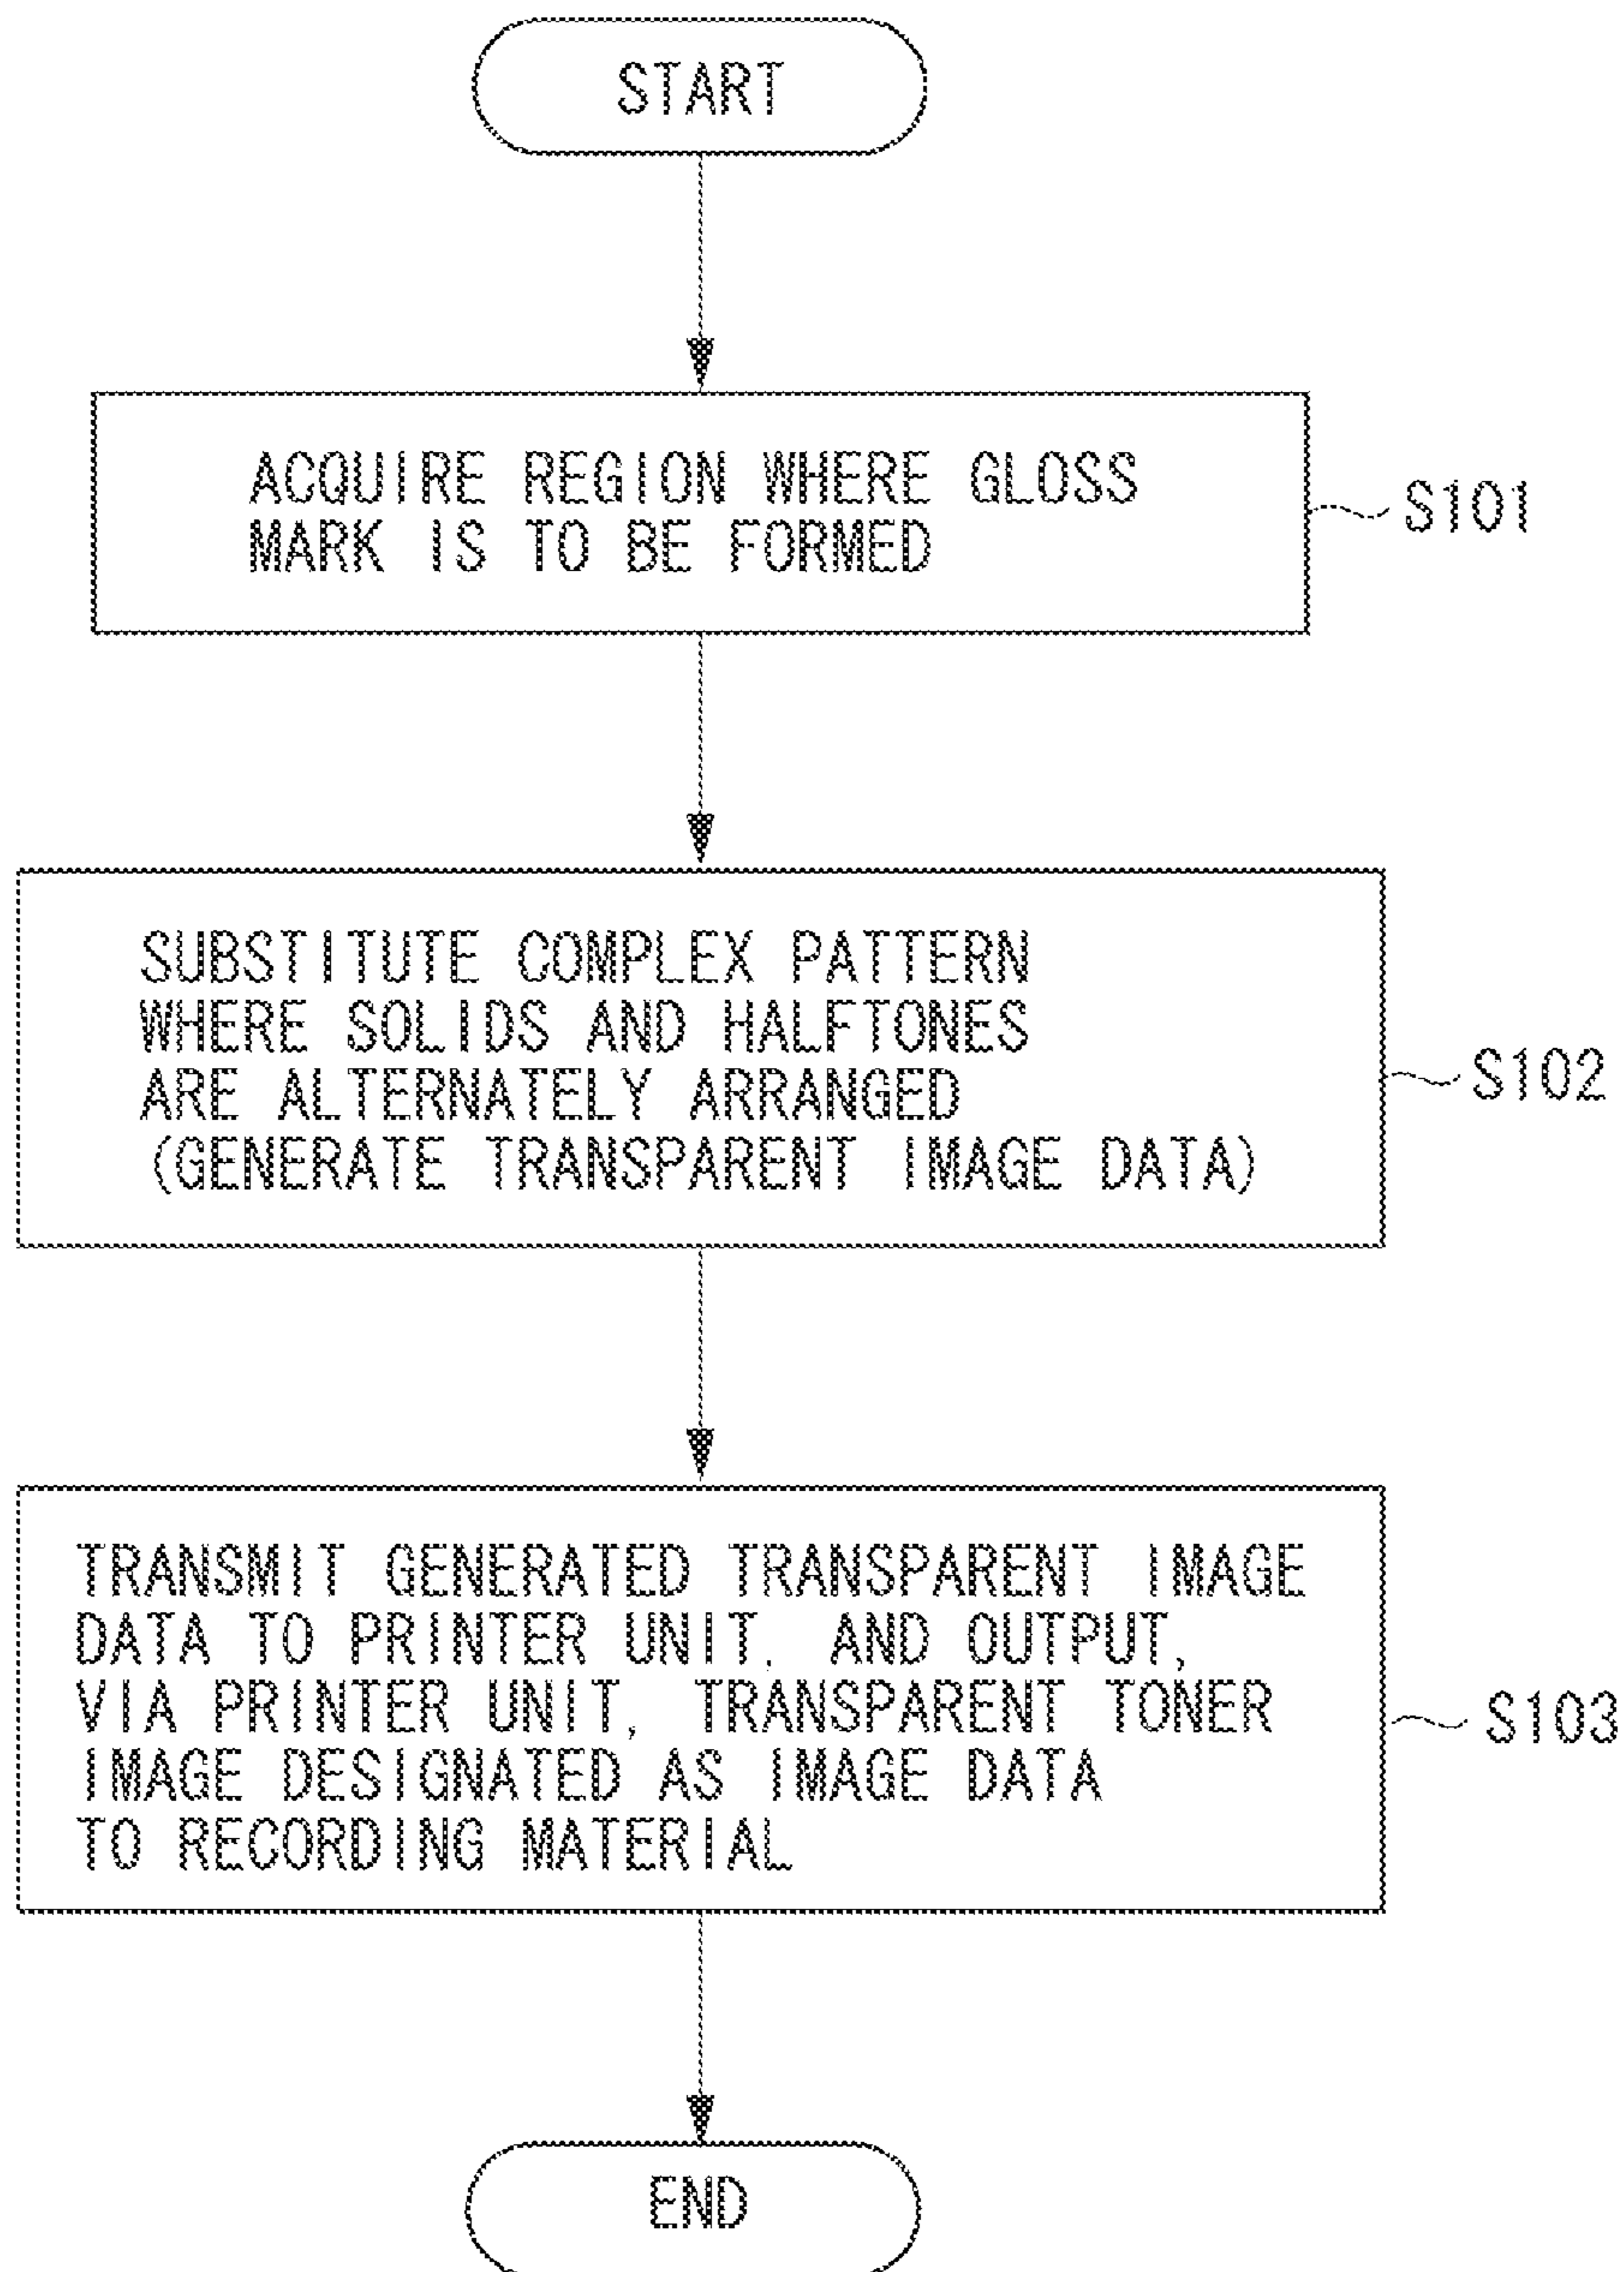 START
ACQUIRE REGION WHERE GLOSS
MARK IS TO BE FORMED
S101
SUBSTITUTE COMPLEX PATTERN
WHERE SOLIDS AND HALFTONES
ARE ALTERNATELY ARRANGED
(GENERATE TRANSPARENT IMAGE DATA)
S102
TRANSMIT GENERATED TRANSPARENT IMAGE
DATA TO PRINTER UNIT, AND OUTPUT,
VIA PRINTER UNIT, TRANSPARENT TONER
IMAGE DESIGNATED AS IMAGE DATA
TO RECORDING MATERIAL
S103
END